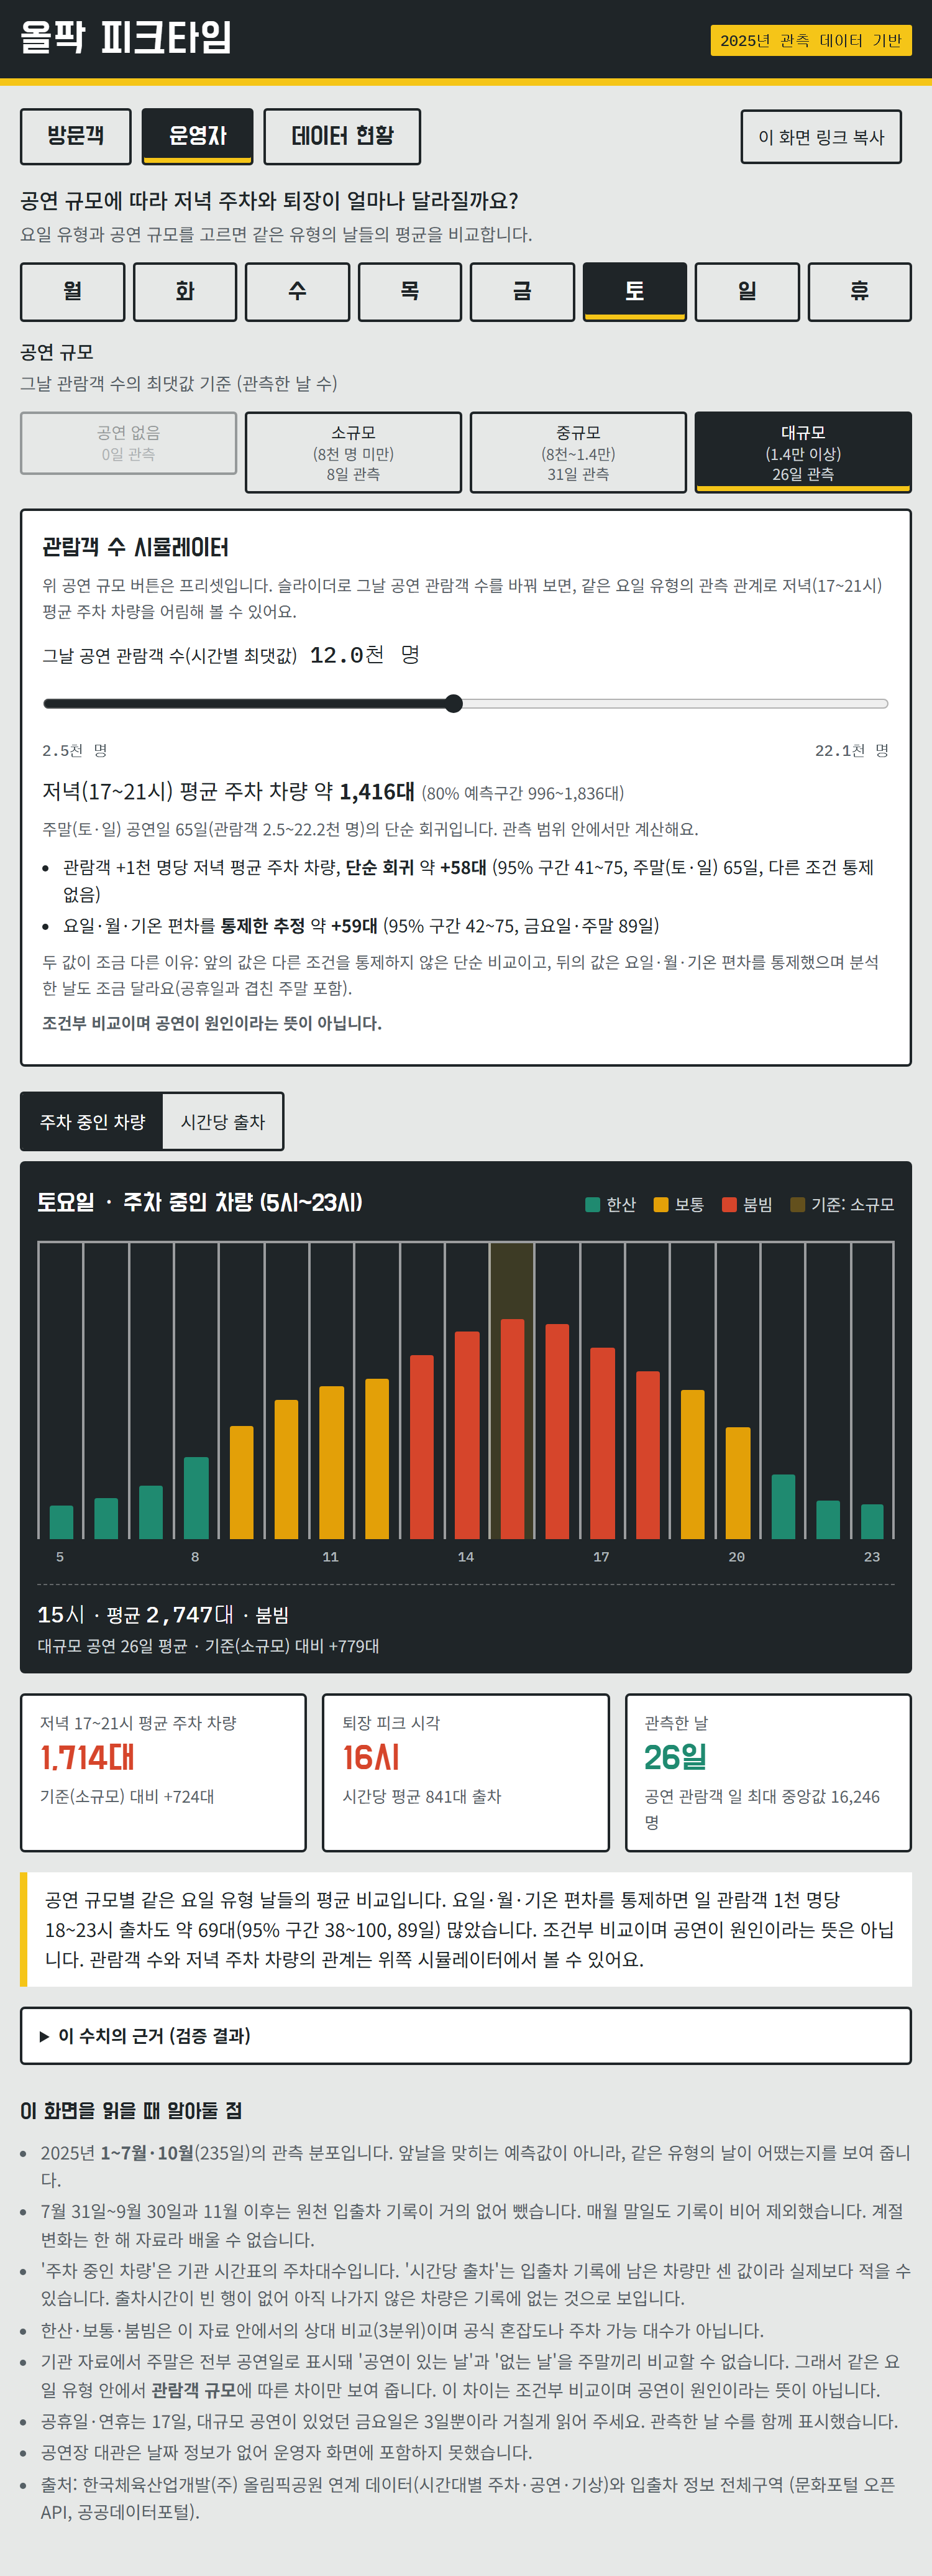 올팍 피크타임
2025년 관측 데이터 기반
방문객
운영자
데이터 현황
이 화면 링크 복사
공연 규모에 따라 저녁 주차와 퇴장이 얼마나 달라질까요?
요일 유형과 공연 규모를 고르면 같은 유형의 날들의 평균을 비교합니다.
월
화
수
목
금
토
일
휴
공연 규모
그날 관람객 수의 최댓값 기준 (관측한 날 수)
공연 없음
0일 관측
소규모
(8천 명 미만)
8일 관측
중규모
(8천~1.4만)
31일 관측
대규모
(1.4만 이상)
26일 관측
관람객 수 시뮬레이터
위 공연 규모 버튼은 프리셋입니다. 슬라이더로 그날 공연 관람객 수를 바꿔 보면, 같은 요일 유형의 관측 관계로 저녁(17~21시)
평균 주차 차량을 어림해 볼 수 있어요.
그날 공연 관람객 수(시간별 최댓값) 12.0천 명
2.5천 명
22.1천 명
저녁(17~21시) 평균 주차 차량 약 1,416대 (80% 예측구간 996~1,836대)
주말(토·일) 공연일 65일(관람객 2.5~22.2천 명)의 단순 회귀입니다. 관측 범위 안에서만 계산해요.
• 관람객 +1천 명당 저녁 평균 주차 차량, 단순 회귀 약 +58대 (95% 구간 41~75, 주말(토·일) 65일, 다른 조건 통제
없음)
• 요일·월·기온 편차를 통제한 추정 약 +59대 (95% 구간 42~75, 금요일·주말 89일)
두 값이 조금 다른 이유: 앞의 값은 다른 조건을 통제하지 않은 단순 비교이고, 뒤의 값은 요일·월·기온 편차를 통제했으며 분석
한 날도 조금 달라요(공휴일과 겹친 주말 포함).
조건부 비교이며 공연이 원인이라는 뜻이 아닙니다.
주차 중인 차량
시간당 출차
토요일 · 주차 중인 차량 (5시~23시)
한산
보통
붐빔
기준: 소규모
5
8
11
14
17
20
23
15시 · 평균 2,747대 · 붐빔
대규모 공연 26일 평균 · 기준(소규모) 대비 +779대
저녁 17~21시 평균 주차 차량
1,714대
기준(소규모) 대비 +724대
퇴장 피크 시각
16시
시간당 평균 841대 출차
관측한 날
26일
공연 관람객 일 최대 중앙값 16,246
명
공연 규모별 같은 요일 유형 날들의 평균 비교입니다. 요일·월·기온 편차를 통제하면 일 관람객 1천 명당
18~23시 출차도 약 69대(95% 구간 38~100, 89일) 많았습니다. 조건부 비교이며 공연이 원인이라는 뜻은 아닙
니다. 관람객 수와 저녁 주차 차량의 관계는 위쪽 시뮬레이터에서 볼 수 있어요.
▶ 이 수치의 근거 (검증 결과)
이 화면을 읽을 때 알아둘 점
• 2025년 1~7월·10월(235일)의 관측 분포입니다. 앞날을 맞히는 예측값이 아니라, 같은 유형의 날이 어땠는지를 보여 줍니
다.
• 7월 31일~9월 30일과 11월 이후는 원천 입출차 기록이 거의 없어 뺐습니다. 매월 말일도 기록이 비어 제외했습니다. 계절
변화는 한 해 자료라 배울 수 없습니다.
• '주차 중인 차량'은 기관 시간표의 주차대수입니다. '시간당 출차'는 입출차 기록에 남은 차량만 센 값이라 실제보다 적을 수
있습니다. 출차시간이 빈 행이 없어 아직 나가지 않은 차량은 기록에 없는 것으로 보입니다.
• 한산·보통·붐빔은 이 자료 안에서의 상대 비교(3분위)이며 공식 혼잡도나 주차 가능 대수가 아닙니다.
• 기관 자료에서 주말은 전부 공연일로 표시돼 '공연이 있는 날'과 '없는 날'을 주말끼리 비교할 수 없습니다. 그래서 같은 요
일 유형 안에서 관람객 규모에 따른 차이만 보여 줍니다. 이 차이는 조건부 비교이며 공연이 원인이라는 뜻이 아닙니다.
• 공휴일·연휴는 17일, 대규모 공연이 있었던 금요일은 3일뿐이라 거칠게 읽어 주세요. 관측한 날 수를 함께 표시했습니다.
• 공연장 대관은 날짜 정보가 없어 운영자 화면에 포함하지 못했습니다.
• 출처: 한국체육산업개발(주) 올림픽공원 연계 데이터(시간대별 주차·공연·기상)와 입출차 정보 전체구역 (문화포털 오픈
API, 공공데이터포털).